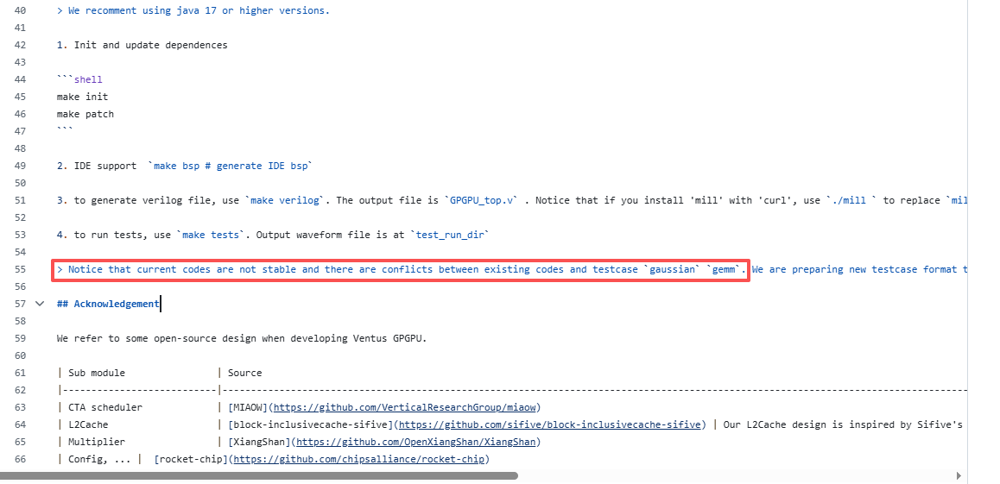 40 > We recomment using java 17 or higher versions.
41
42 1. Init and update dependences
43
44 ```shell
45 make init
46 make patch
47 ```
48
49 2. IDE support  `make bsp # generate IDE bsp`
50
51 3. to generate verilog file, use `make verilog`. The output file is `GPGPU_top.v` . Notice that if you install 'mill' with 'curl', use `./mill ` to replace `mil
52
53 4. to run tests, use `make tests`. Output waveform file is at `test_run_dir`
54
55 > Notice that current codes are not stable and there are conflicts between existing codes and testcase `gaussian` `gemm`. We are preparing new testcase format t
56
57 ## Acknowledgement
58
59 We refer to some open-source design when developing Ventus GPGPU.
60
61 | Sub module                | Source
62 |---------------------------|----------------------------------------------------------------------------------------------------------------------------------
63 | CTA scheduler             | [MIAOW](https://github.com/VerticalResearchGroup/miaow)
64 | L2Cache                   | [block-inclusivecache-sifive](https://github.com/sifive/block-inclusivecache-sifive) | Our L2Cache design is inspired by Sifive's
65 | Multiplier                | [XiangShan](https://github.com/OpenXiangShan/XiangShan)
66 | Config, ... |  [rocket-chip](https://github.com/chipsalliance/rocket-chip)